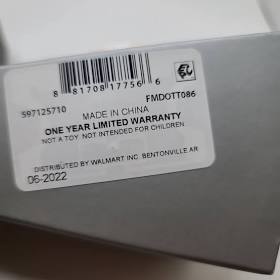 8 81708 17756 6
597125710 FMDOTT086
MADE IN CHINA
ONE YEAR LIMITED WARRANTY
NOT A TOY NOT INTENDED FOR CHILDREN
DISTRIBUTED BY WALMART INC. BENTONVILLE AR
06-2022